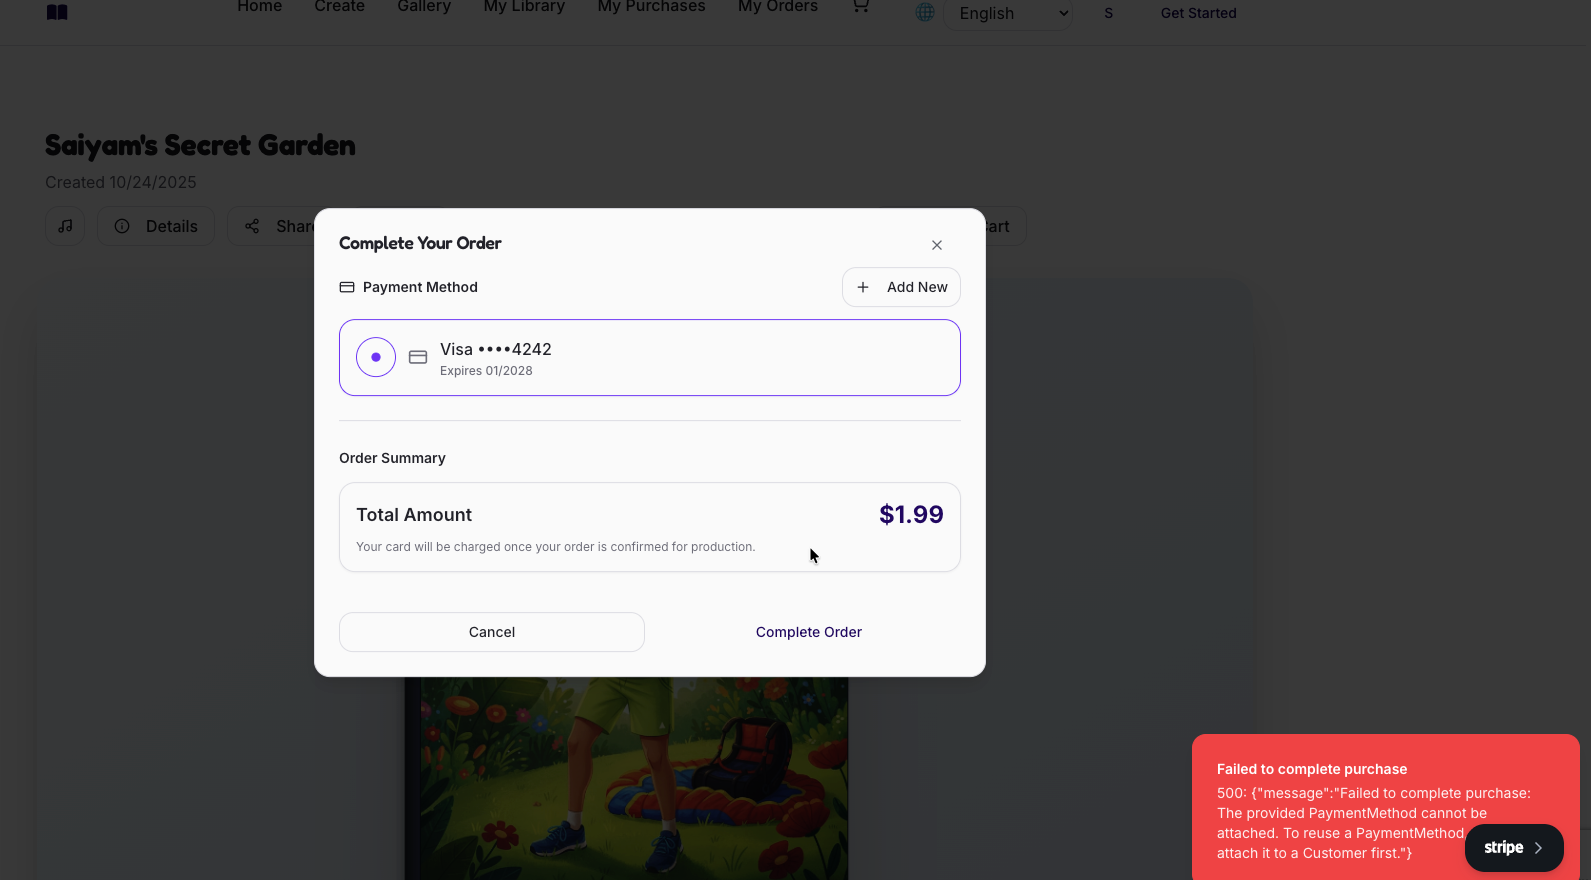 Home Create Gallery My Library My Purchases My Orders English S Get Started
Saiyam's Secret Garden
Created 10/24/2025
Details Shar
art
Complete Your Order
Payment Method
Add New
Visa ••••4242
Expires 01/2028
Order Summary
Total Amount $1.99
Your card will be charged once your order is confirmed for production.
Cancel Complete Order
Failed to complete purchase
500: {"message":"Failed to complete purchase:
The provided PaymentMethod cannot be
attached. To reuse a PaymentMethod
attach it to a Customer first."}
stripe